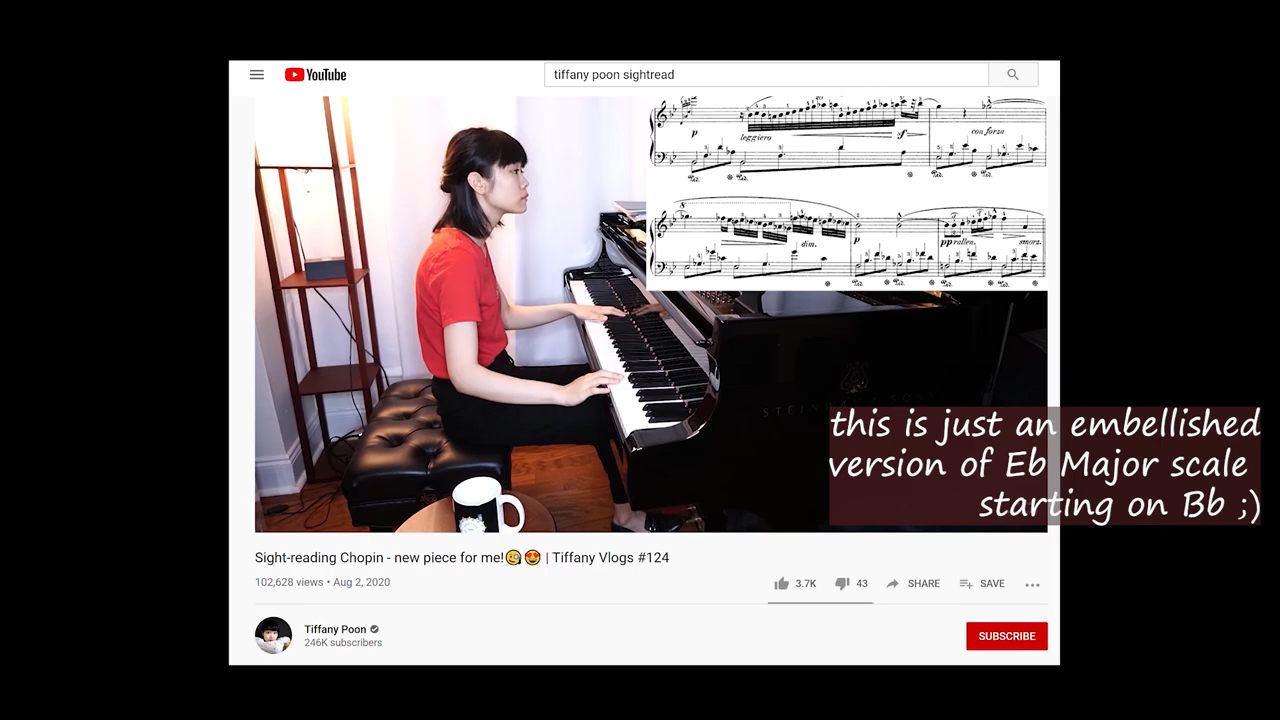 YouTube
tiffany poon sightread
p
leggiero
sf
con forza
dim.
p
pp rallen.
smorz.
this is just an embellished
version of Eb Major scale
starting on Bb ;)
Sight-reading Chopin - new piece for me!🧐😍 | Tiffany Vlogs #124
102,628 views • Aug 2, 2020
3.7K
43
SHARE
SAVE
Tiffany Poon
246K subscribers
SUBSCRIBE